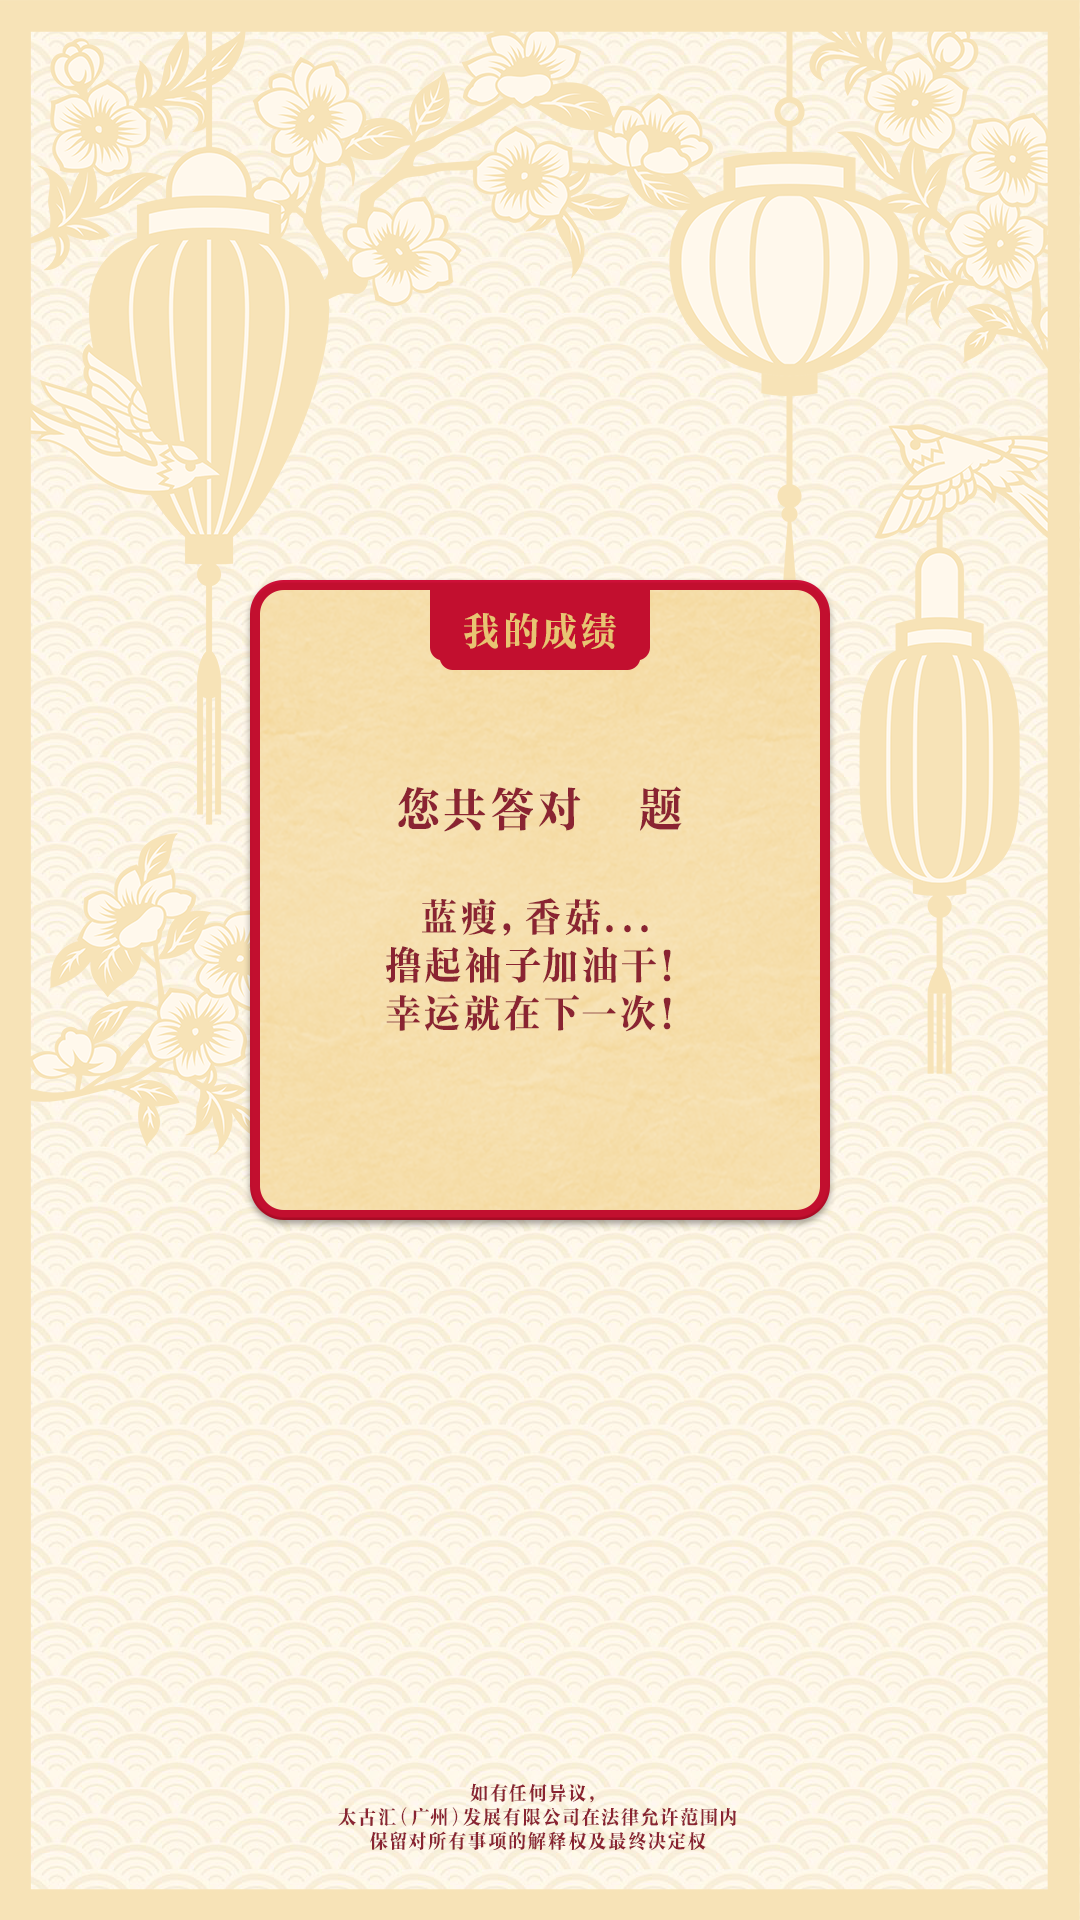 我的成绩
您共答对 题
蓝瘦，香菇...
撸起袖子加油干！
幸运就在下一次！
如有任何异议，
太古汇（广州）发展有限公司在法律允许范围内
保留对所有事项的解释权及最终决定权